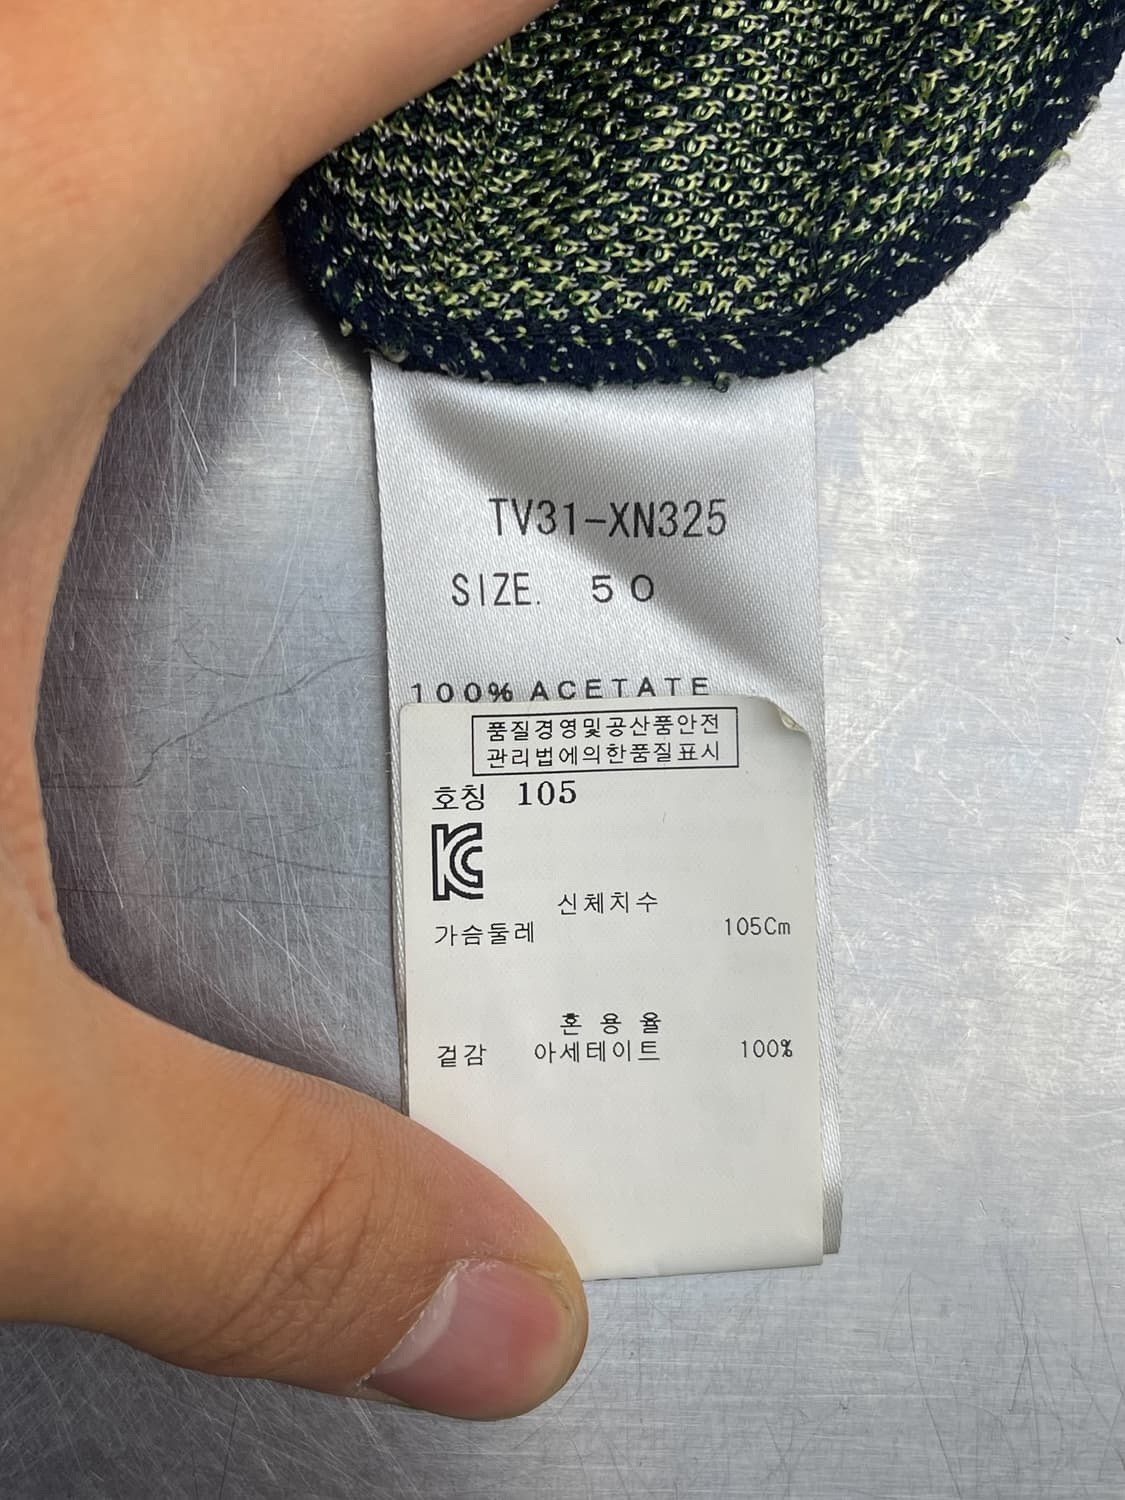 TV31-XN325
SIZE. 50
100% ACETATE
품질경영및공산품안전
관리법에의한품질표시
호칭 105
KC
신체치수
가슴둘레 105Cm
혼용율
겉감 아세테이트 100%